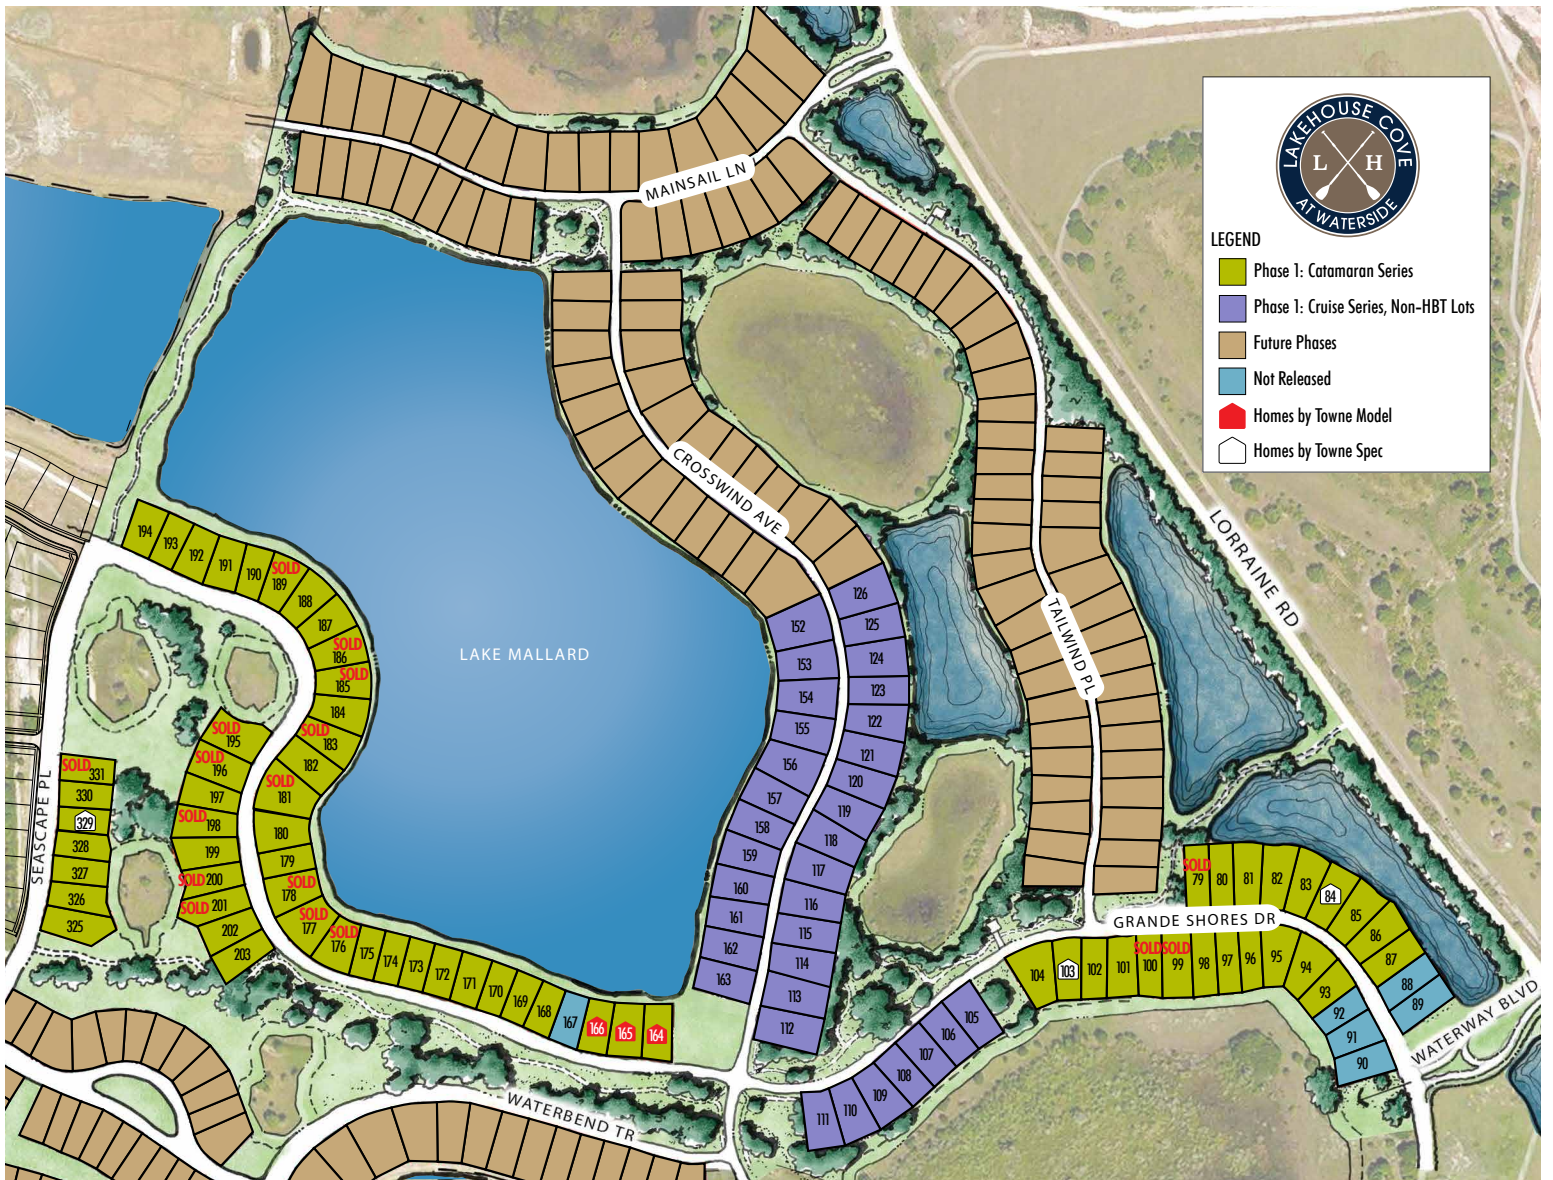 LAKEHOUSE COVE
L H
AT WATERSIDE
LEGEND
Phase 1: Catamaran Series
Phase 1: Cruise Series, Non-HBT Lots
Future Phases
Not Released
Homes by Towne Model
Homes by Towne Spec
MAINSAIL LN
CROSSWIND AVE
TAILWIND PL
LORRAINE RD
LAKE MALLARD
SEASCAPE PL
GRANDE SHORES DR
WATERWAY BLVD
WATERBEND TR
194
193
192
191
190
SOLD
189
188
187
SOLD
186
SOLD
185
184
SOLD
183
182
SOLD
181
180
179
SOLD
178
SOLD
177
SOLD
176
175
174
173
172
171
170
169
168
167
166
165
164
SOLD
195
SOLD
196
197
SOLD 198
199
SOLD 200
SOLD 201
202
203
SOLD 331
330
329
328
327
326
325
126
125
124
123
122
121
120
119
118
117
116
115
114
113
112
152
153
154
155
156
157
158
159
160
161
162
163
105
106
107
108
109
110
111
SOLD
79
80
81
82
83
84
85
86
87
88
89
104
103
102
101
SOLD
100
SOLD
99
98
97
96
95
94
93
92
91
90